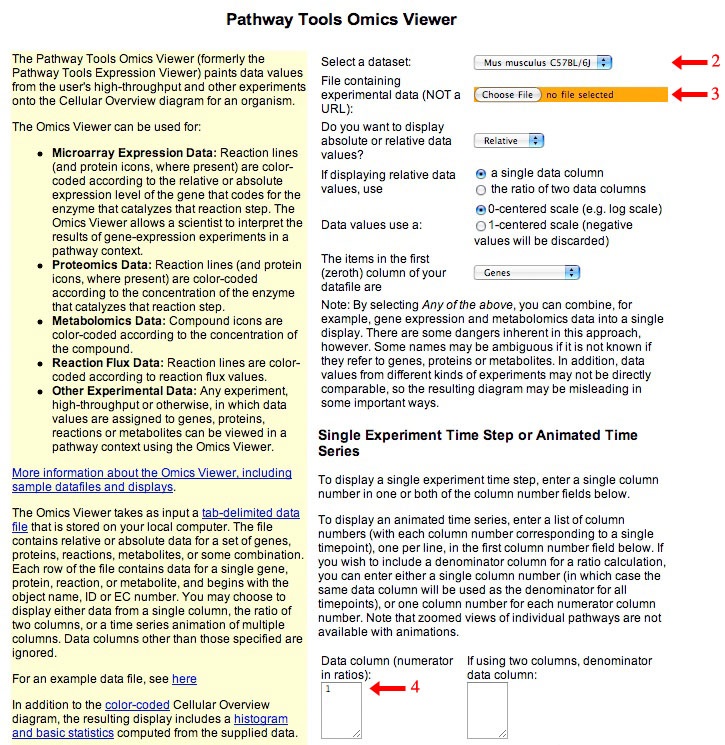 Pathway Tools Omics Viewer
The Pathway Tools Omics Viewer (formerly the
Pathway Tools Expression Viewer) paints data values
from the user's high-throughput and other experiments
onto the Cellular Overview diagram for an organism.
The Omics Viewer can be used for:
• Microarray Expression Data: Reaction lines
(and protein icons, where present) are color-
coded according to the relative or absolute
expression level of the gene that codes for the
enzyme that catalyzes that reaction step. The
Omics Viewer allows a scientist to interpret the
results of gene-expression experiments in a
pathway context.
• Proteomics Data: Reaction lines (and protein
icons, where present) are color-coded
according to the concentration of the enzyme
that catalyzes that reaction step.
• Metabolomics Data: Compound icons are
color-coded according to the concentration of
the compound.
• Reaction Flux Data: Reaction lines are color-
coded according to reaction flux values.
• Other Experimental Data: Any experiment,
high-throughput or otherwise, in which data
values are assigned to genes, proteins,
reactions or metabolites can be viewed in a
pathway context using the Omics Viewer.
More information about the Omics Viewer, including
sample datafiles and displays.
The Omics Viewer takes as input a tab-delimited data
file that is stored on your local computer. The file
contains relative or absolute data for a set of genes,
proteins, reactions, metabolites, or some combination.
Each row of the file contains data for a single gene,
protein, reaction, or metabolite, and begins with the
object name, ID or EC number. You may choose to
display either data from a single column, the ratio of
two columns, or a time series animation of multiple
columns. Data columns other than those specified are
ignored.
For an example data file, see here
In addition to the color-coded Cellular Overview
diagram, the resulting display includes a histogram
and basic statistics computed from the supplied data.
Select a dataset: Mus musculus C57BL/6J 2
File containing
experimental data (NOT a Choose File no file selected 3
URL):
Do you want to display
absolute or relative data Relative
values?
If displaying relative data a single data column
values, use the ratio of two data columns
0-centered scale (e.g. log scale)
Data values use a: 1-centered scale (negative
values will be discarded)
The items in the first
(zeroth) column of your Genes
datafile are
Note: By selecting Any of the above, you can combine, for
example, gene expression and metabolomics data into a single
display. There are some dangers inherent in this approach,
however. Some names may be ambiguous if it is not known if
they refer to genes, proteins or metabolites. In addition, data
values from different kinds of experiments may not be directly
comparable, so the resulting diagram may be misleading in
some important ways.
Single Experiment Time Step or Animated Time
Series
To display a single experiment time step, enter a single column
number in one or both of the column number fields below.
To display an animated time series, enter a list of column
numbers (with each column number corresponding to a single
timepoint), one per line, in the first column number field below. If
you wish to include a denominator column for a ratio calculation,
you can enter either a single column number (in which case the
same data column will be used as the denominator for all
timepoints), or one column number for each numerator column
number. Note that zoomed views of individual pathways are not
available with animations.
Data column (numerator If using two columns, denominator
in ratios): data column:
1 4